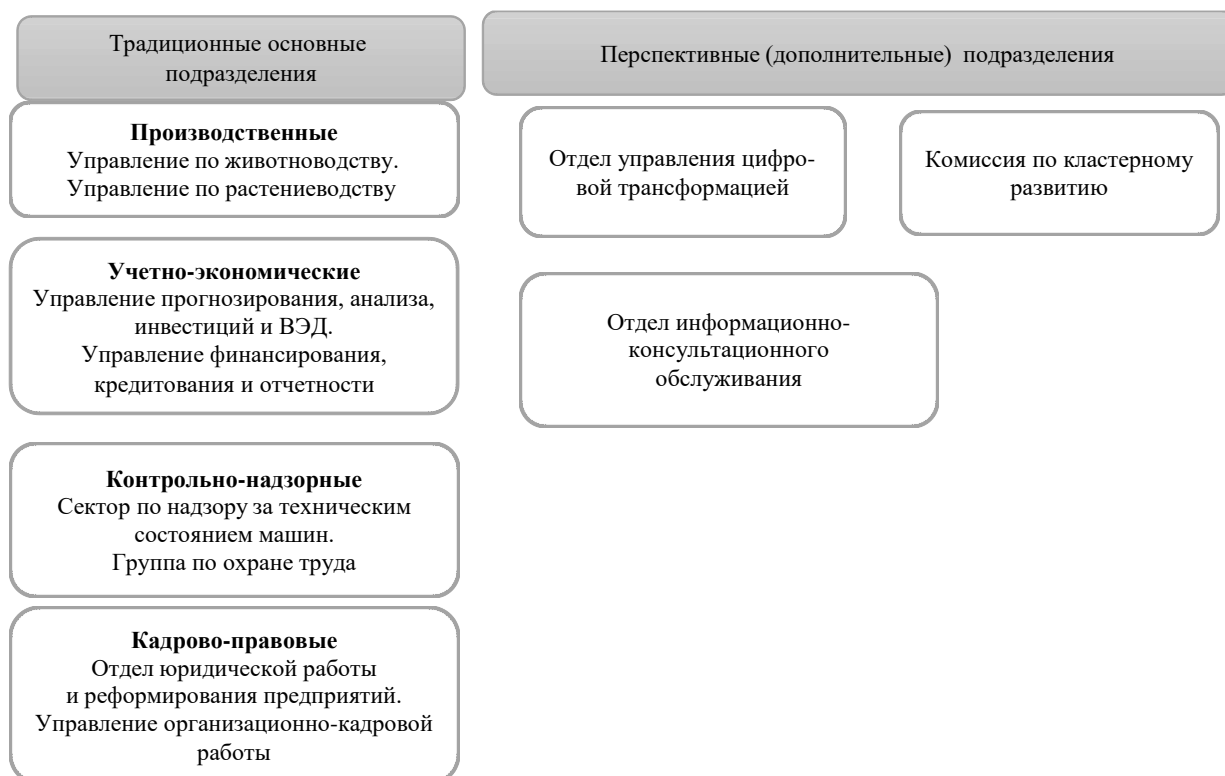 Традиционные основные
подразделения
Перспективные (дополнительные) подразделения
Производственные
Управление по животноводству.
Управление по растениеводству
Отдел управления цифро-
вой трансформацией
Комиссия по кластерному
развитию
Учетно-экономические
Управление прогнозирования, анализа,
инвестиций и ВЭД.
Управление финансирования,
кредитования и отчетности
Отдел информационно-
консультационного
обслуживания
Контрольно-надзорные
Сектор по надзору за техническим
состоянием машин.
Группа по охране труда
Кадрово-правовые
Отдел юридической работы
и реформирования предприятий.
Управление организационно-кадровой
работы